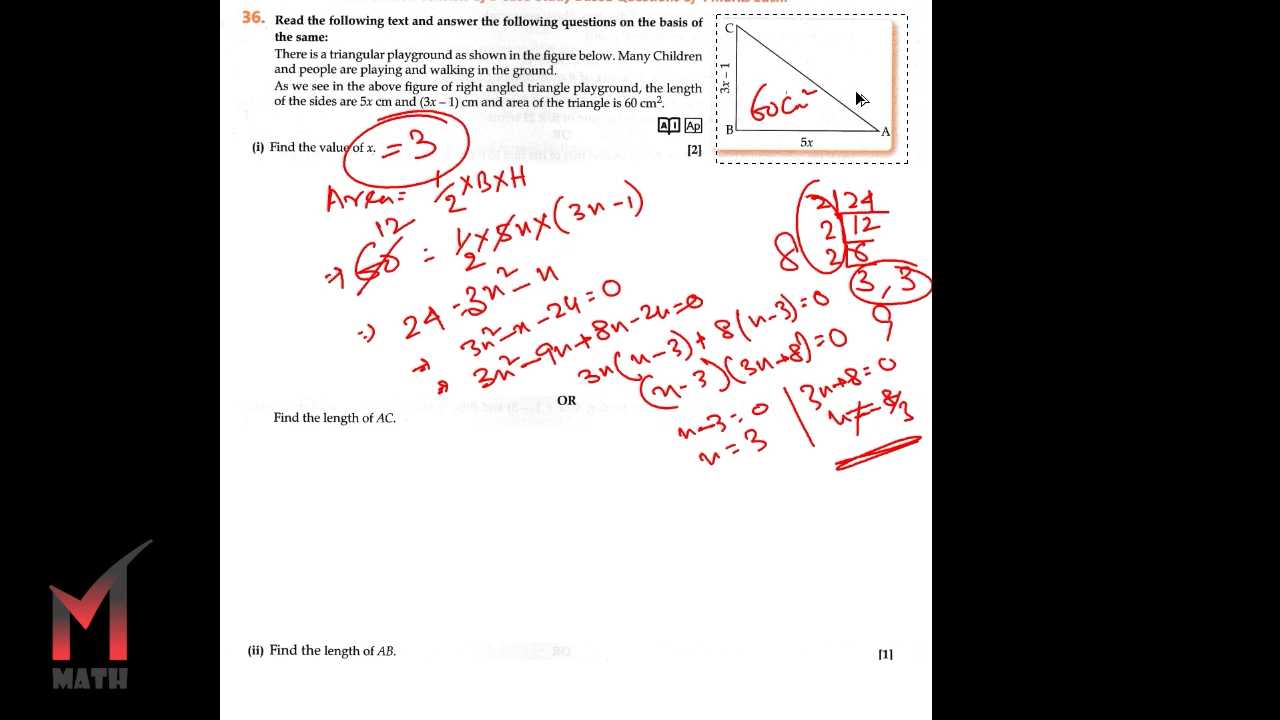 36. Read the following text and answer the following questions on the basis of
the same:
There is a triangular playground as shown in the figure below. Many Children
and people are playing and walking in the ground.
As we see in the above figure of right angled triangle playground, the length
of the sides are 5x cm and (3x – 1) cm and area of the triangle is 60 cm².
AI Ap
C
3x – 1
60cm²
B
A
5x
(i) Find the value of x. = 3 [2]
Area = 1/2 × B × H
12
⇒ 60 = 1/2 × 5x × (3x – 1)
⇒ 24 = 3x² – x
⇒ 3x² – x – 24 = 0
⇒ 3x² – 9x + 8x – 24 = 0
3x(x – 3) + 8(x – 3) = 0
(x – 3)(3x + 8) = 0
x – 3 = 0
x = 3
3x + 8 = 0
x ≠ – 8/3
2 24
2 12
2 6
3, 3
8
9
OR
Find the length of AC.
(ii) Find the length of AB. [1]
M
MATH